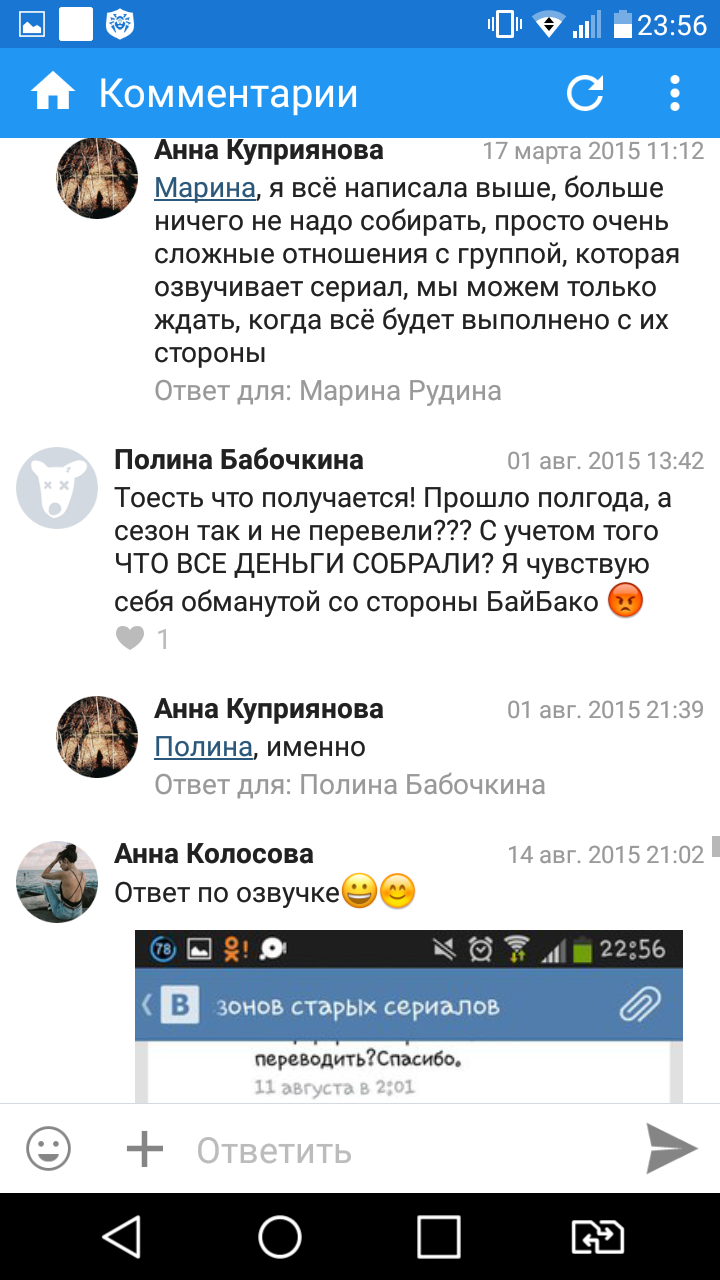 23:56
Комментарии
Анна Куприянова 17 марта 2015 11:12
Марина, я всё написала выше, больше
ничего не надо собирать, просто очень
сложные отношения с группой, которая
озвучивает сериал, мы можем только
ждать, когда всё будет выполнено с их
стороны
Ответ для: Марина Рудина
Полина Бабочкина 01 авг. 2015 13:42
Тоесть что получается! Прошло полгода, а
сезон так и не перевели??? С учетом того
ЧТО ВСЕ ДЕНЬГИ СОБРАЛИ? Я чувствую
себя обманутой со стороны БайБако 😡
1
Анна Куприянова 01 авг. 2015 21:39
Полина, именно
Ответ для: Полина Бабочкина
Анна Колосова 14 авг. 2015 21:02
Ответ по озвучке😀😊
78 22:56
В зонов старых сериалов
переводить?Спасибо.
11 августа в 2:01
Ответить